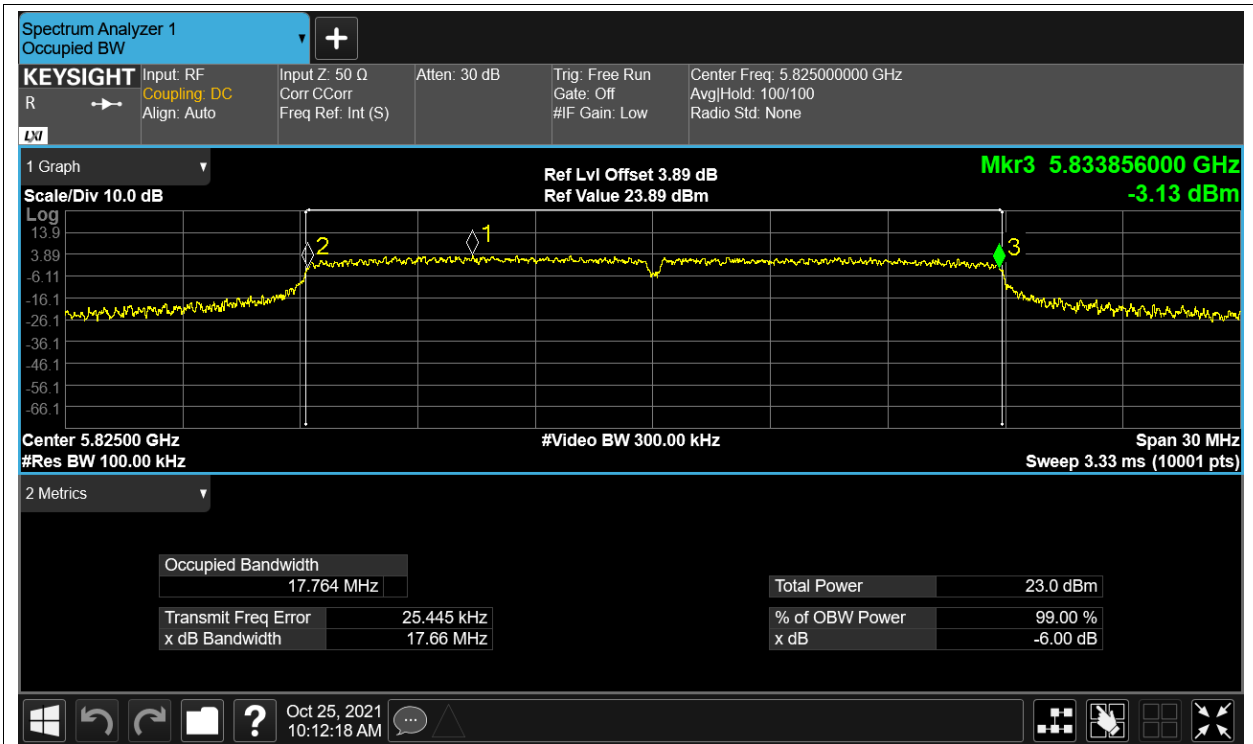 Spectrum Analyzer 1
Occupied BW
KEYSIGHT
R
LXI
Input: RF
Coupling: DC
Align: Auto
Input Z: 50 Ω
Corr CCorr
Freq Ref: Int (S)
Atten: 30 dB
Trig: Free Run
Gate: Off
#IF Gain: Low
Center Freq: 5.825000000 GHz
Avg|Hold: 100/100
Radio Std: None
1 Graph
Scale/Div 10.0 dB
Ref Lvl Offset 3.89 dB
Ref Value 23.89 dBm
Mkr3 5.833856000 GHz
-3.13 dBm
Log
13.9
3.89
-6.11
-16.1
-26.1
-36.1
-46.1
-56.1
-66.1
2
1
3
Center 5.82500 GHz
#Video BW 300.00 kHz
Span 30 MHz
#Res BW 100.00 kHz
Sweep 3.33 ms (10001 pts)
2 Metrics
Occupied Bandwidth
17.764 MHz
Transmit Freq Error 25.445 kHz
x dB Bandwidth 17.66 MHz
Total Power 23.0 dBm
% of OBW Power 99.00 %
x dB -6.00 dB
?
Oct 25, 2021
10:12:18 AM